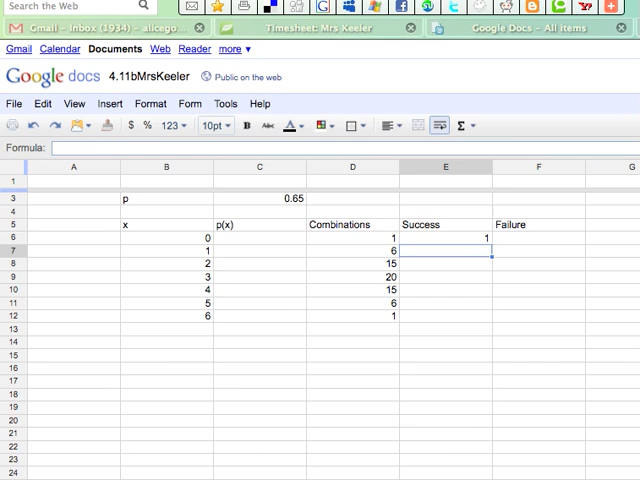 Search the Web
Gmail - Inbox (1934) - alicego... Timesheet: Mrs Keeler Google Docs - All items
Gmail Calendar Documents Web Reader more ▼
Google docs 4.11bMrsKeeler Public on the web
File Edit View Insert Format Form Tools Help
$ % 123 10pt B Abc A Σ
Formula:
A B C D E F G
1
3 p 0.65
4
5 x p(x) Combinations Success Failure
6 0 1 1
7 1 6
8 2 15
9 3 20
10 4 15
11 5 6
12 6 1
13
14
15
16
17
18
19
20
21
22
23
24